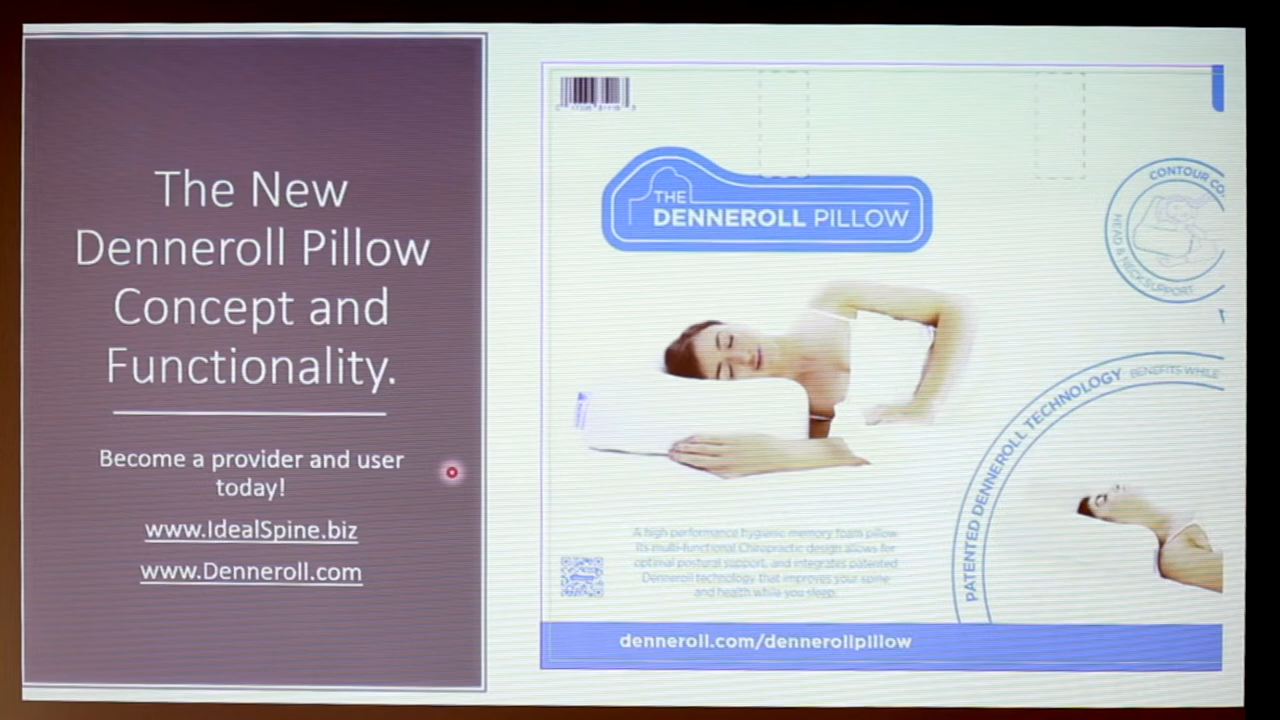 The New
Denneroll Pillow
Concept and
Functionality.
Become a provider and user
today!
www.IdealSpine.biz
www.Denneroll.com
THE
DENNEROLL PILLOW
CONTOUR CO
HEAD & NECK SUPPORT
PATENTED DENNEROLL TECHNOLOGY BENEFITS WHILE
A high performance hygienic memory foam pillow.
Its multi-functional Chiropractic design allows for
optimal postural support, and integrates patented
Denneroll technology that improves your spine
and health while you sleep.
denneroll.com/dennerollpillow